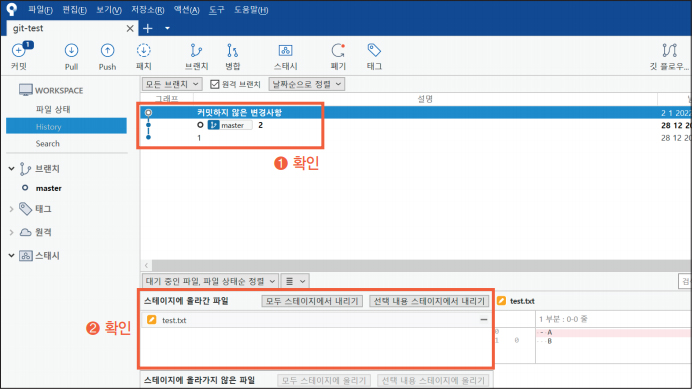 파일(F) 편집(E) 보기(V) 저장소(R) 액션(A) 도구 도움말(H)
git-test
1
커밋 Pull Push 패치 브랜치 병합 스태시 폐기 태그 깃 플로우...
WORKSPACE
파일 상태
History
Search
브랜치
master
태그
원격
스태시
모든 브랜치 원격 브랜치 날짜순으로 정렬
그래프 설명
커밋하지 않은 변경사항 2 1 2022
master 2 28 12 20
1 28 12 20
1 확인
대기 중인 파일, 파일 상태순 정렬
스테이지에 올라간 파일 모두 스테이지에서 내리기 선택 내용 스테이지에서 내리기
test.txt
2 확인
스테이지에 올라가지 않은 파일 모두 스테이지에 올리기 선택 내용 스테이지에 올리기
test.txt
1 부분 : 0-0 줄
0 - A
1 0 B